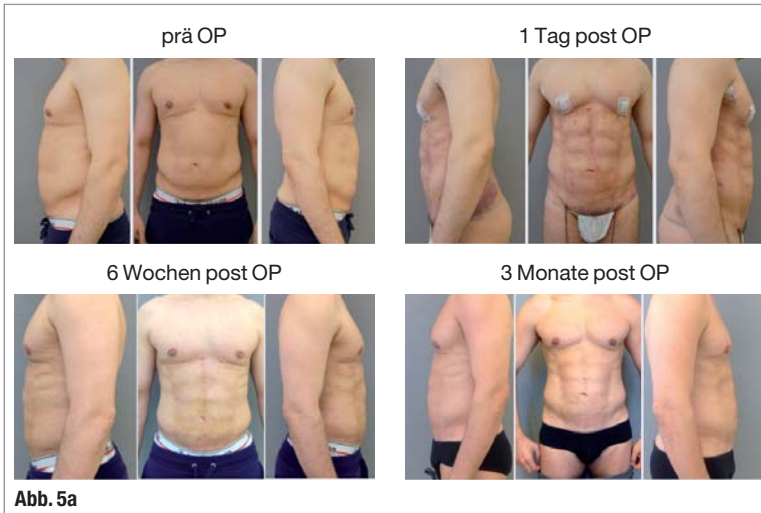 prä OP
1 Tag post OP
6 Wochen post OP
3 Monate post OP
Abb. 5a